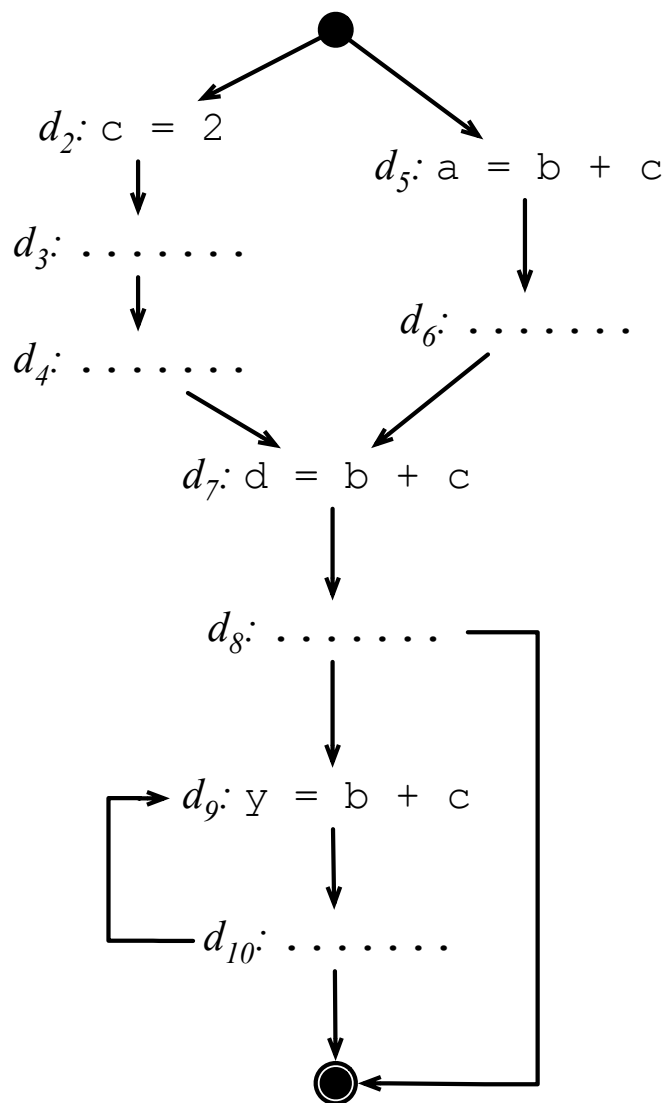 d2: c = 2
d5: a = b + c
d3: . . . . . . .
d6: . . . . . . .
d4: . . . . . . .
d7: d = b + c
d8: . . . . . . .
d9: y = b + c
d10: . . . . . . .